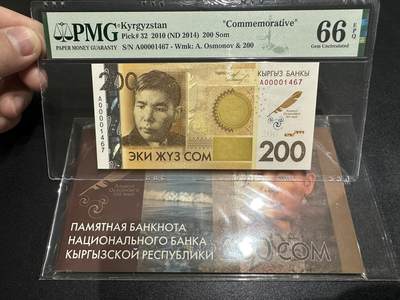 PMG
PAPER MONEY GUARANTY
Kyrgyzstan "Commemorative"
Pick# 32 2010 (ND 2014) 200 Som
S/N A00001467 - Wmk: A. Osmonov & 200
66 EPQ
Gem Uncirculated
200
КЫРГЫЗ БАНКЫ
A00001467
A00001467
ЭКИ ЖҮЗ СОМ
200
ПАМЯТНАЯ БАНКНОТА
НАЦИОНАЛЬНОГО БАНКА
КЫРГЫЗСКОЙ РЕСПУБЛИКИ
СОМ